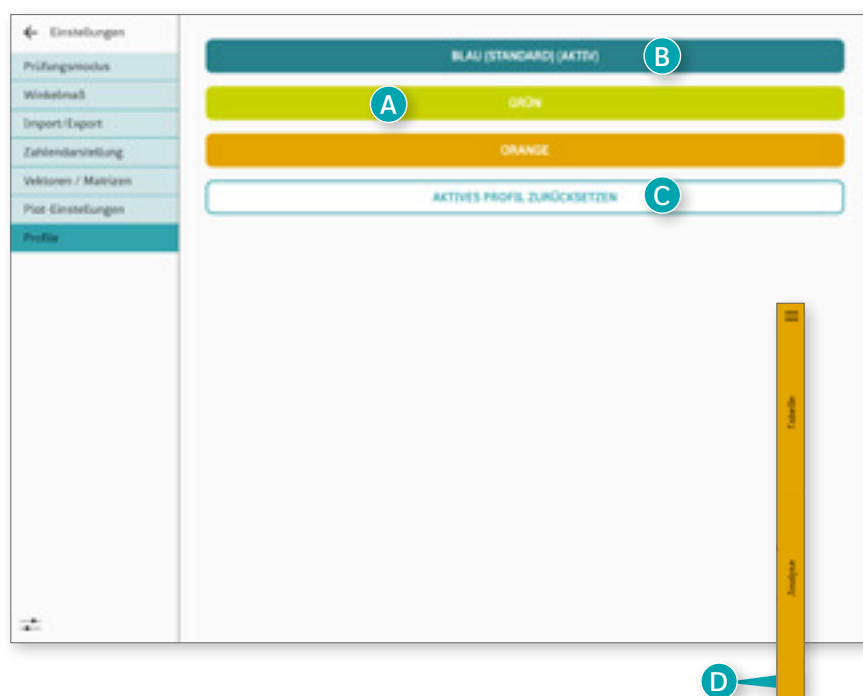 Einstellungen
Prüfungsmodus
Winkelmaß
Import/Export
Zahlendarstellung
Vektoren / Matrizen
Plot-Einstellungen
Profile
BLAU (STANDARD) (AKTIV)
B
A
GRÜN
ORANGE
AKTIVES PROFIL ZURÜCKSETZEN
C
Tabelle
Analyse
D